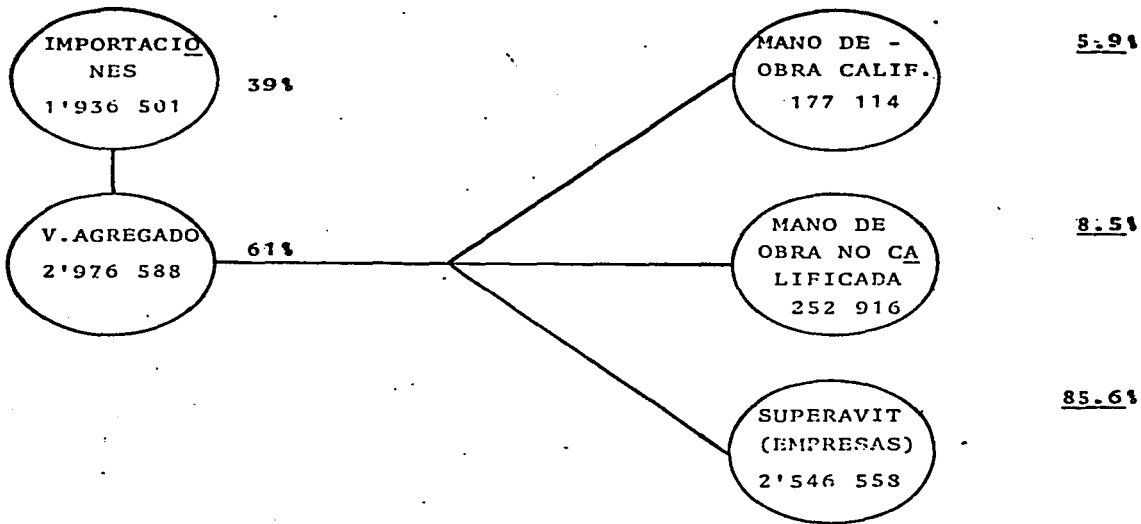 IMPORTACIO
NES
1'936 501
39%
V.AGREGADO
2'976 588
61%
MANO DE -
OBRA CALIF.
177 114
5.9%
MANO DE
OBRA NO CA
LIFICADA
252 916
8.5%
SUPERAVIT
(EMPRESAS)
2'546 558
85.6%